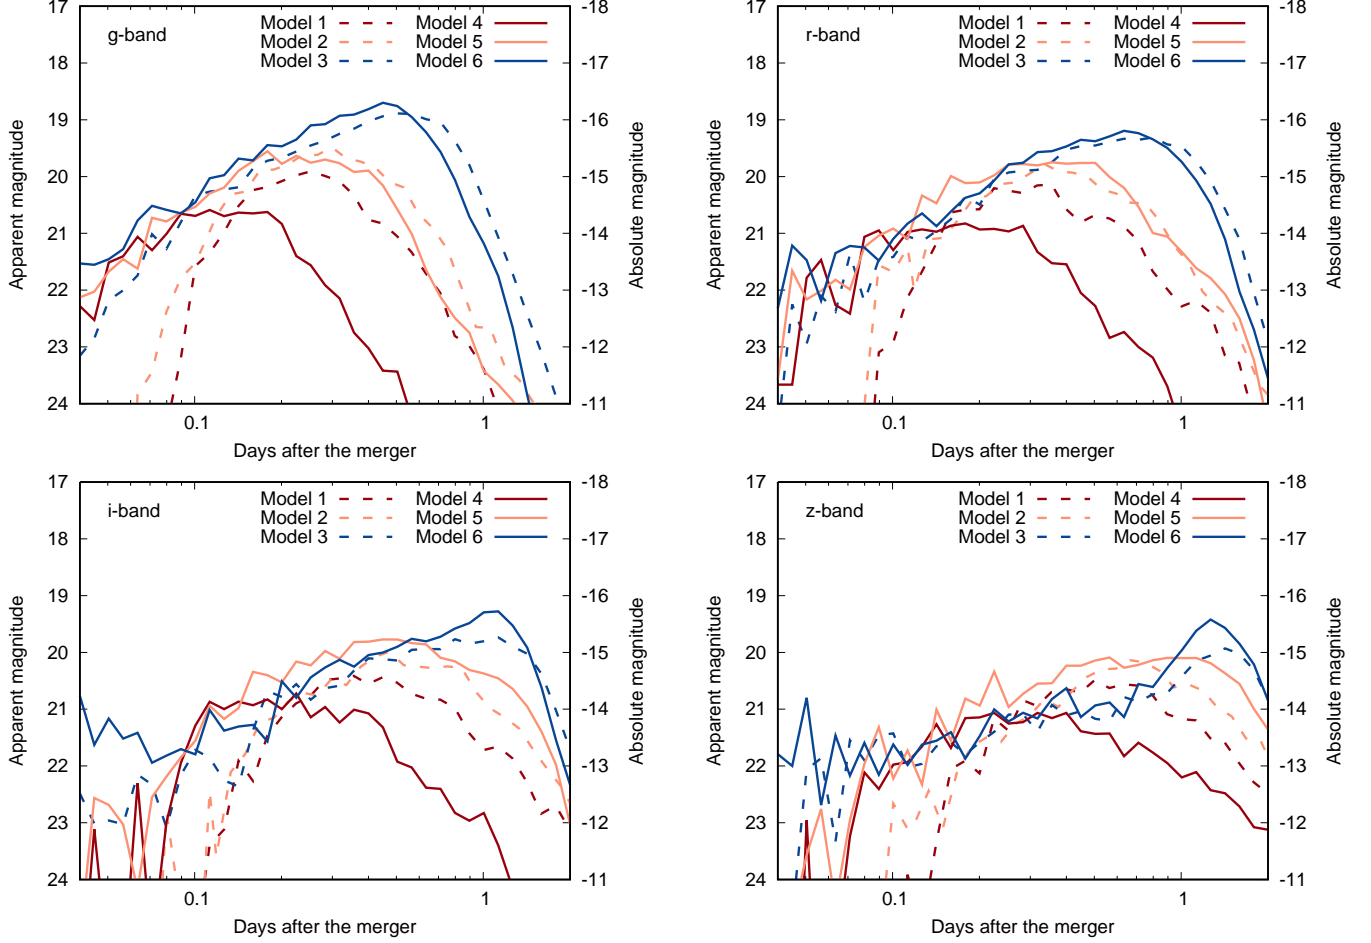 17
18
19
20
21
22
23
24
0.1
1
-18
-17
-16
-15
-14
-13
-12
-11
Apparent magnitude
Absolute magnitude
Days after the merger
g-band
Model 1
Model 2
Model 3
Model 4
Model 5
Model 6
17
18
19
20
21
22
23
24
0.1
1
-18
-17
-16
-15
-14
-13
-12
-11
Apparent magnitude
Absolute magnitude
Days after the merger
r-band
Model 1
Model 2
Model 3
Model 4
Model 5
Model 6
17
18
19
20
21
22
23
24
0.1
1
-18
-17
-16
-15
-14
-13
-12
-11
Apparent magnitude
Absolute magnitude
Days after the merger
i-band
Model 1
Model 2
Model 3
Model 4
Model 5
Model 6
17
18
19
20
21
22
23
24
0.1
1
-18
-17
-16
-15
-14
-13
-12
-11
Apparent magnitude
Absolute magnitude
Days after the merger
z-band
Model 1
Model 2
Model 3
Model 4
Model 5
Model 6